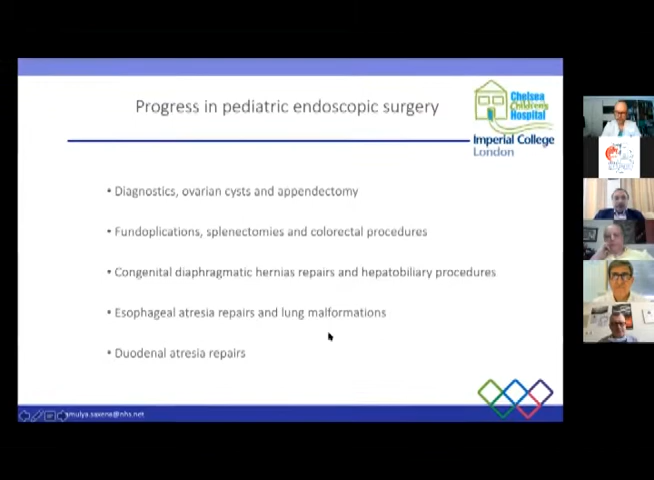 Progress in pediatric endoscopic surgery
Chelsea
Children's
Hospital
Imperial College
London
• Diagnostics, ovarian cysts and appendectomy
• Fundoplications, splenectomies and colorectal procedures
• Congenital diaphragmatic hernias repairs and hepatobiliary procedures
• Esophageal atresia repairs and lung malformations
• Duodenal atresia repairs
amulya.saxena@nhs.net